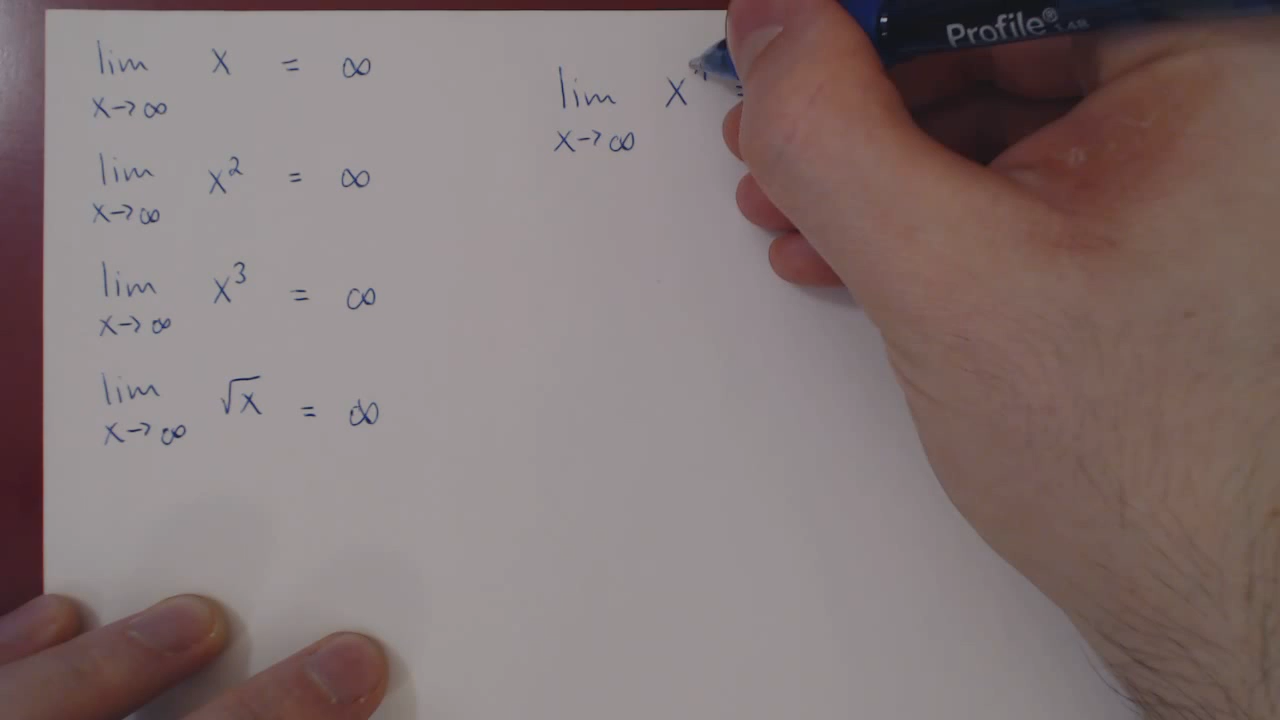 lim x = ∞
x→∞
lim x² = ∞
x→∞
lim x³ = ∞
x→∞
lim √x = ∞
x→∞
lim x =
x→∞
Profile®